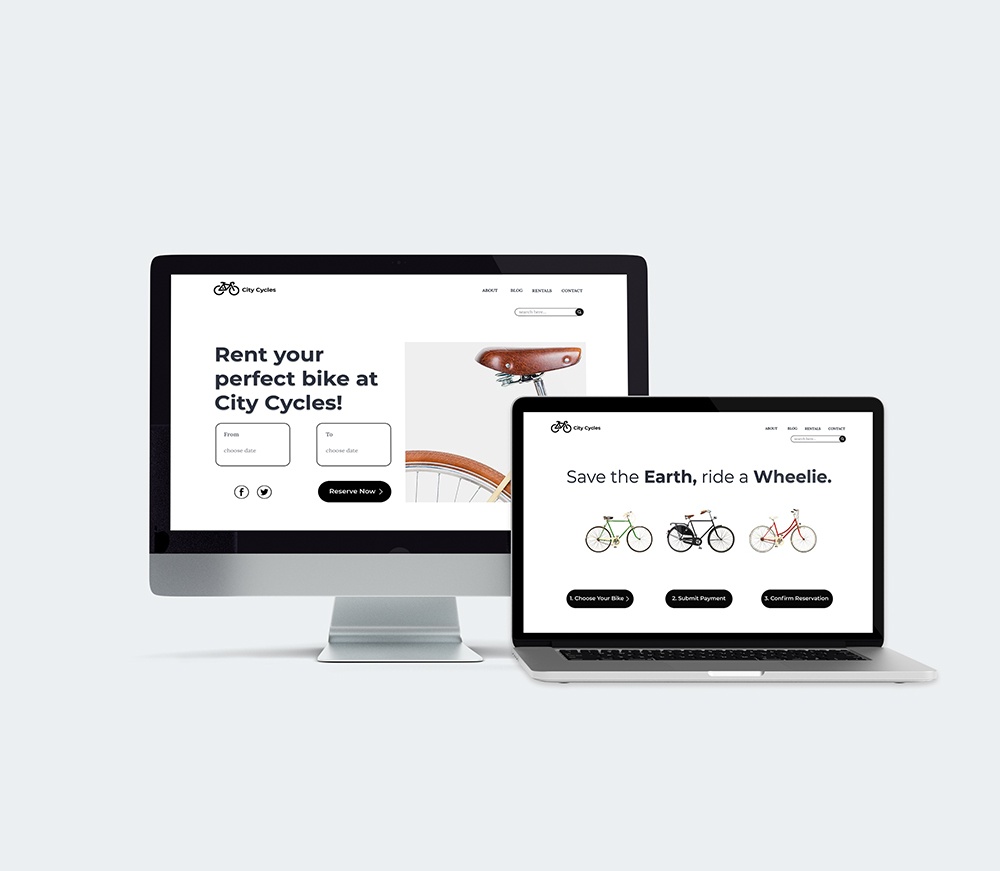 City Cycles
ABOUT BLOG RENTALS CONTACT
search here...
Rent your
perfect bike at
City Cycles!
From
choose date
To
choose date
f
Reserve Now
City Cycles
ABOUT BLOG RENTALS CONTACT
search here...
Save the Earth, ride a Wheelie.
1. Choose Your Bike
2. Submit Payment
3. Confirm Reservation